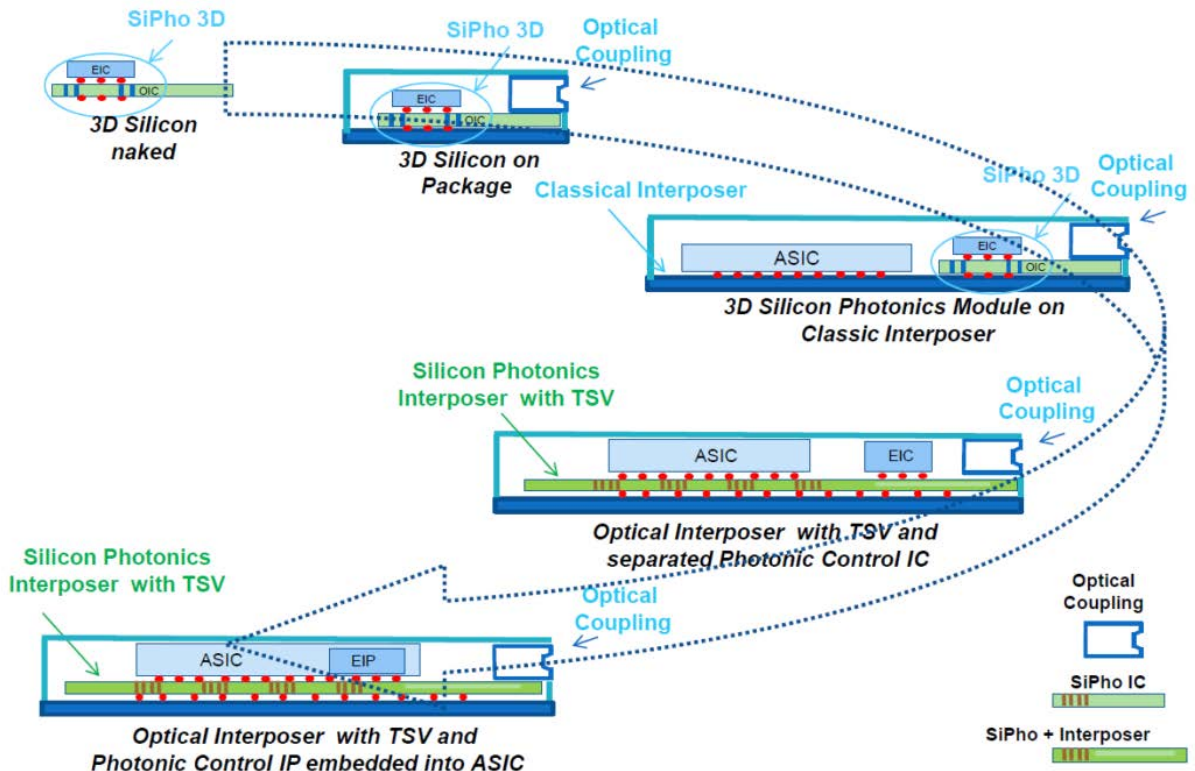 SiPho 3D
EIC
OIC
3D Silicon
naked
SiPho 3D
Optical
Coupling
EIC
OIC
3D Silicon on
Package
Classical Interposer
SiPho 3D
Optical
Coupling
ASIC
EIC
OIC
3D Silicon Photonics Module on
Classic Interposer
Silicon Photonics
Interposer with TSV
Optical
Coupling
ASIC
EIC
Optical Interposer with TSV and
separated Photonic Control IC
Silicon Photonics
Interposer with TSV
Optical
Coupling
ASIC
EIP
Optical Interposer with TSV and
Photonic Control IP embedded into ASIC
Optical
Coupling
SiPho IC
SiPho + Interposer